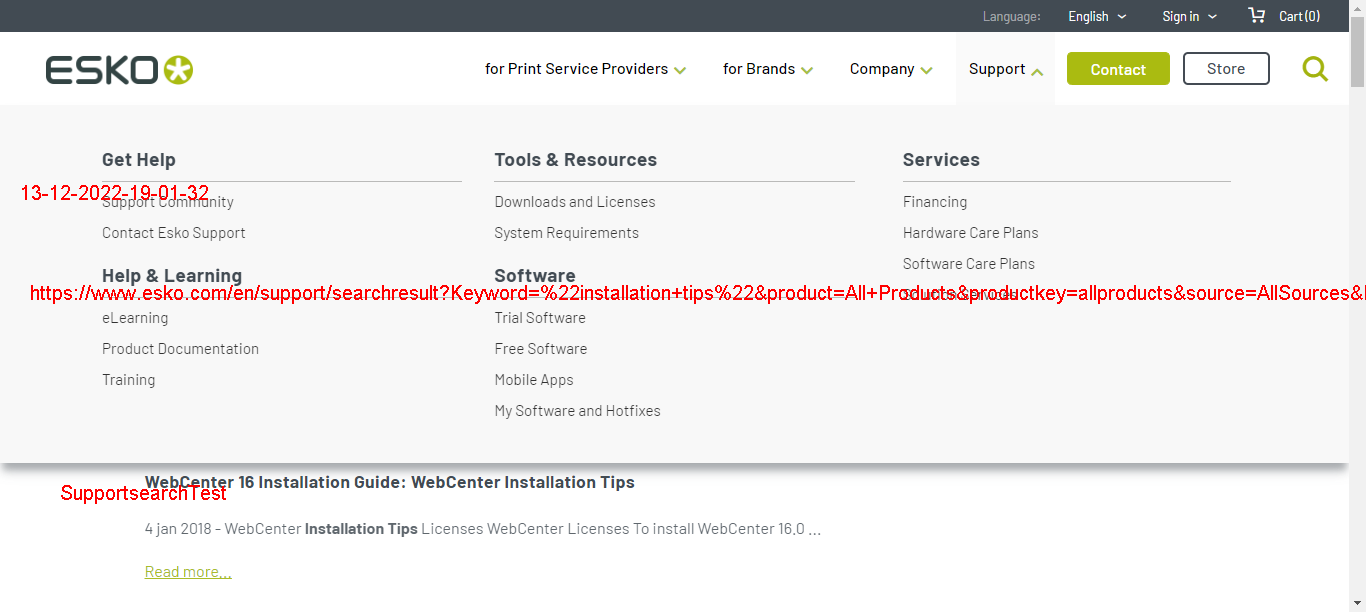 Language: English Sign in Cart (0)
ESKO for Print Service Providers for Brands Company Support Contact Store
Get Help Tools & Resources Services
13-12-2022-19-01-32
Support Community Downloads and Licenses Financing
Contact Esko Support System Requirements Hardware Care Plans
Software Care Plans
Help & Learning Software
https://www.esko.com/en/support/searchresult?Keyword=%22installation+tips%22&product=All+Products&productkey=allproducts&source=AllSources&
Solution Services
eLearning Trial Software
Product Documentation Free Software
Training Mobile Apps
My Software and Hotfixes
WebCenter 16 Installation Guide: WebCenter Installation Tips
SupportsearchTest
4 jan 2018 - WebCenter Installation Tips Licenses WebCenter Licenses To install WebCenter 16.0 ...
Read more...